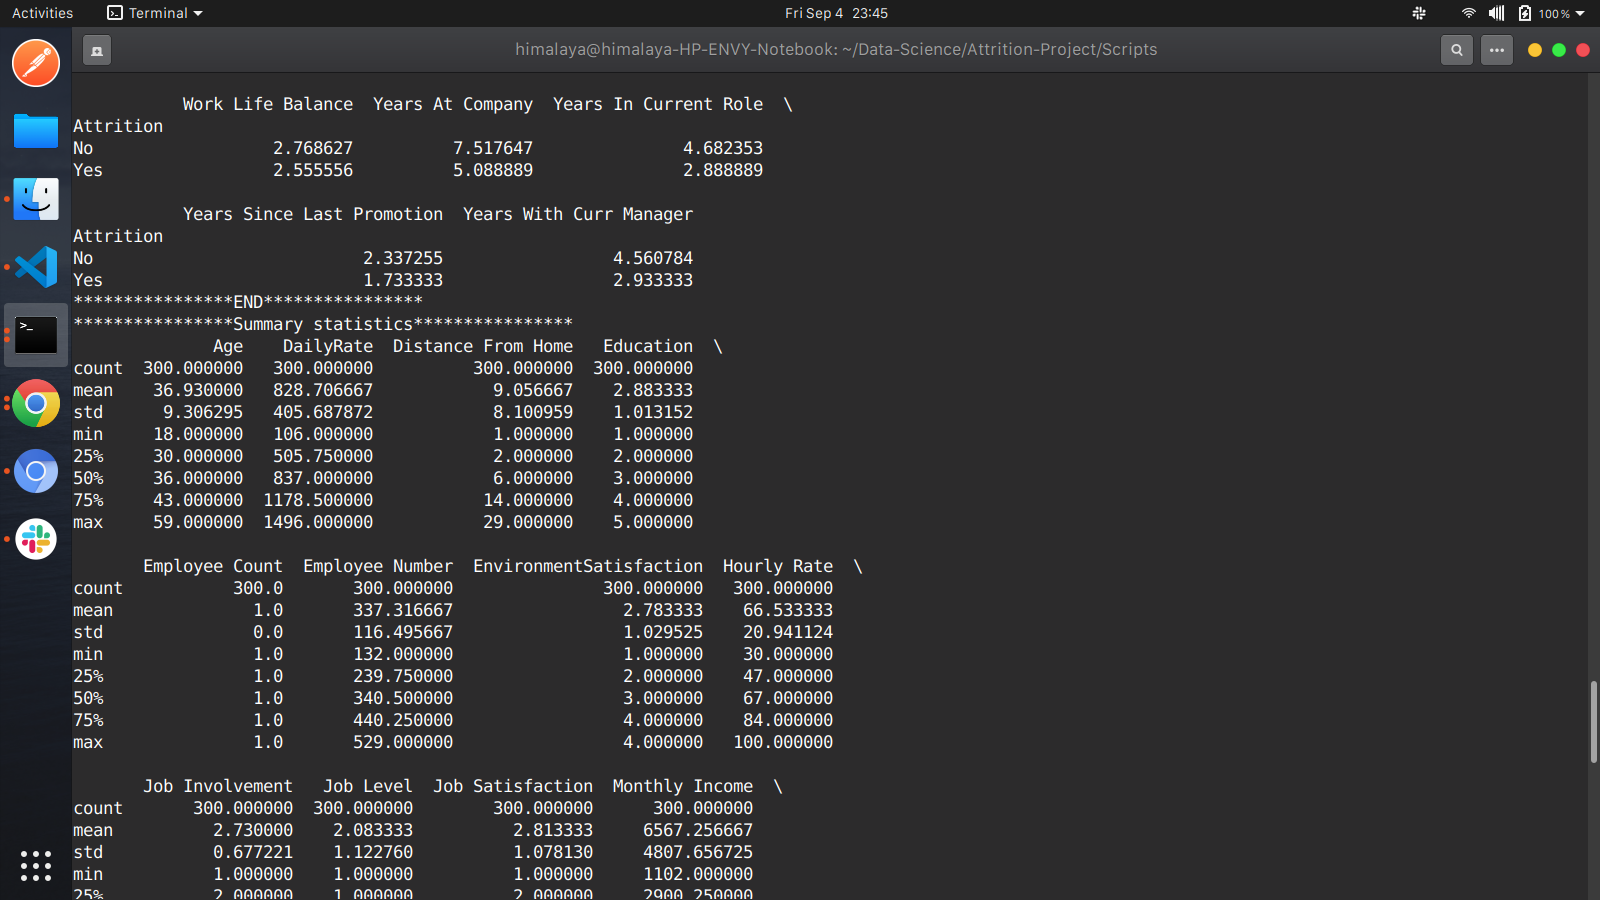 Activities Terminal Fri Sep 4 23:45 100%
himalaya@himalaya-HP-ENVY-Notebook: ~/Data-Science/Attrition-Project/Scripts
           Work Life Balance  Years At Company  Years In Current Role  \
Attrition
No                  2.768627          7.517647               4.682353
Yes                 2.555556          5.088889               2.888889
           Years Since Last Promotion  Years With Curr Manager
Attrition
No                           2.337255                 4.560784
Yes                          1.733333                 2.933333
****************END****************
****************Summary statistics****************
              Age    DailyRate  Distance From Home   Education  \
count  300.000000   300.000000          300.000000  300.000000
mean    36.930000   828.706667            9.056667    2.883333
std      9.306295   405.687872            8.100959    1.013152
min     18.000000   106.000000            1.000000    1.000000
25%     30.000000   505.750000            2.000000    2.000000
50%     36.000000   837.000000            6.000000    3.000000
75%     43.000000  1178.500000           14.000000    4.000000
max     59.000000  1496.000000           29.000000    5.000000
       Employee Count  Employee Number  EnvironmentSatisfaction  Hourly Rate  \
count           300.0       300.000000               300.000000   300.000000
mean              1.0       337.316667                 2.783333    66.533333
std               0.0       116.495667                 1.029525    20.941124
min               1.0       132.000000                 1.000000    30.000000
25%               1.0       239.750000                 2.000000    47.000000
50%               1.0       340.500000                 3.000000    67.000000
75%               1.0       440.250000                 4.000000    84.000000
max               1.0       529.000000                 4.000000   100.000000
       Job Involvement   Job Level  Job Satisfaction  Monthly Income  \
count       300.000000  300.000000        300.000000      300.000000
mean          2.730000    2.083333          2.813333     6567.256667
std           0.677221    1.122760          1.078130     4807.656725
min           1.000000    1.000000          1.000000     1102.000000
25%           2.000000    1.000000          2.000000     2900.250000